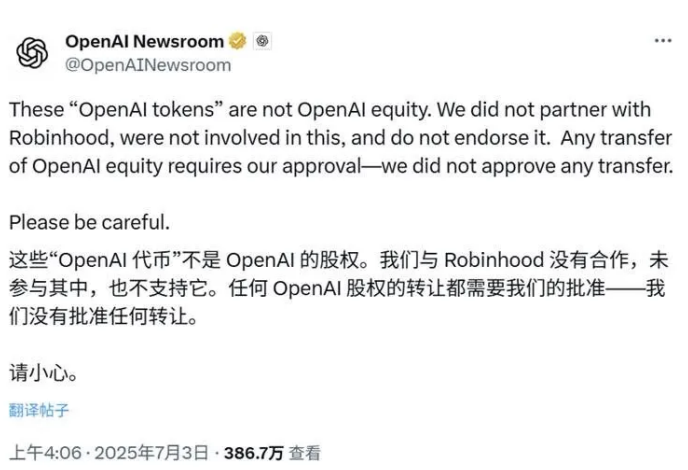 OpenAI Newsroom
@OpenAINewsroom
These “OpenAI tokens” are not OpenAI equity. We did not partner with
Robinhood, were not involved in this, and do not endorse it.  Any transfer
of OpenAI equity requires our approval—we did not approve any transfer.
Please be careful.
这些“OpenAI 代币”不是 OpenAI 的股权。我们与 Robinhood 没有合作，未
参与其中，也不支持它。任何 OpenAI 股权的转让都需要我们的批准——我
们没有批准任何转让。
请小心。
翻译帖子
上午4:06 · 2025年7月3日 · 386.7万 查看